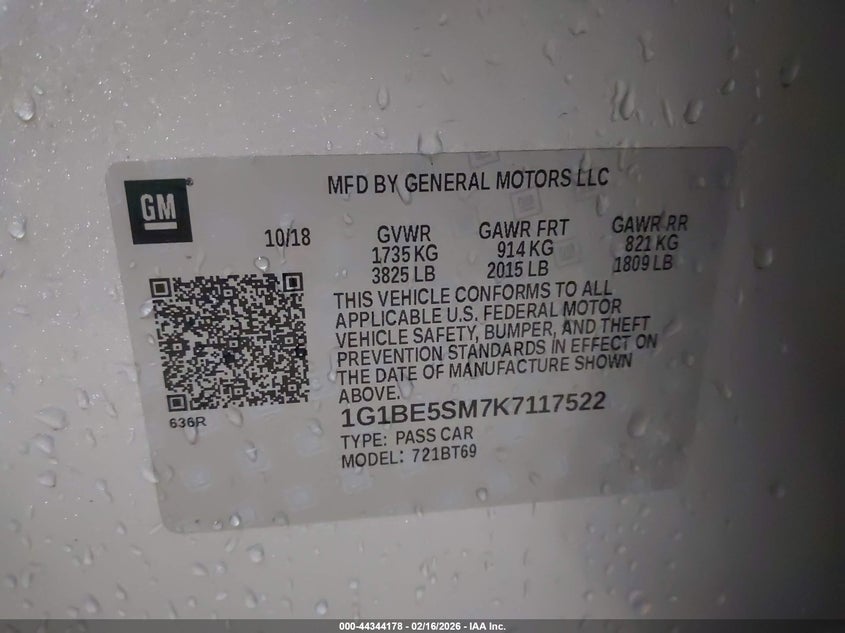 GM
MFD BY GENERAL MOTORS LLC
10/18
GVWR
1735 KG
3825 LB
GAWR FRT
914 KG
2015 LB
GAWR RR
821 KG
1809 LB
THIS VEHICLE CONFORMS TO ALL
APPLICABLE U.S. FEDERAL MOTOR
VEHICLE SAFETY, BUMPER, AND THEFT
PREVENTION STANDARDS IN EFFECT ON
THE DATE OF MANUFACTURE SHOWN
ABOVE.
636R
1G1BE5SM7K7117522
TYPE: PASS CAR
MODEL: 721BT69
000-44344178 - 02/16/2026 - IAA Inc.